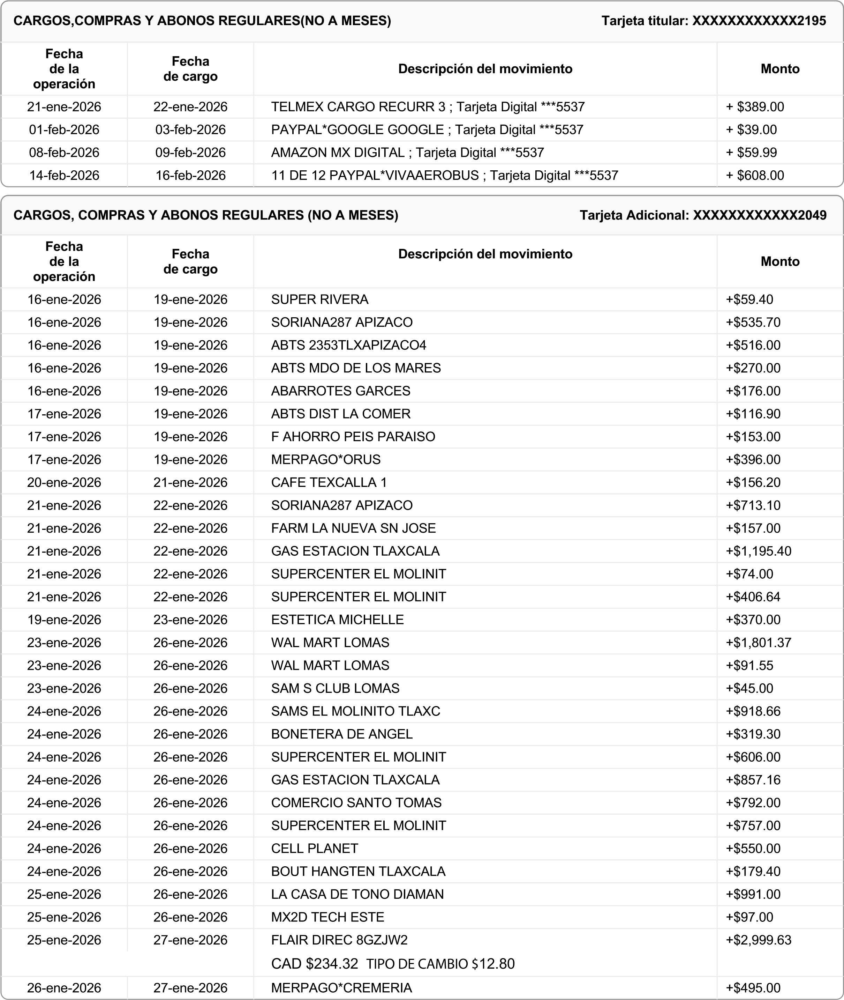 CARGOS,COMPRAS Y ABONOS REGULARES(NO A MESES) Tarjeta titular: XXXXXXXXXXXX2195
Fecha de la operación Fecha de cargo Descripción del movimiento Monto
21-ene-2026 22-ene-2026 TELMEX CARGO RECURR 3 ; Tarjeta Digital ***5537 + $389.00
01-feb-2026 03-feb-2026 PAYPAL*GOOGLE GOOGLE ; Tarjeta Digital ***5537 + $39.00
08-feb-2026 09-feb-2026 AMAZON MX DIGITAL ; Tarjeta Digital ***5537 + $59.99
14-feb-2026 16-feb-2026 11 DE 12 PAYPAL*VIVAAEROBUS ; Tarjeta Digital ***5537 + $608.00
CARGOS, COMPRAS Y ABONOS REGULARES (NO A MESES) Tarjeta Adicional: XXXXXXXXXXXX2049
Fecha de la operación Fecha de cargo Descripción del movimiento Monto
16-ene-2026 19-ene-2026 SUPER RIVERA +$59.40
16-ene-2026 19-ene-2026 SORIANA287 APIZACO +$535.70
16-ene-2026 19-ene-2026 ABTS 2353TLXAPIZACO4 +$516.00
16-ene-2026 19-ene-2026 ABTS MDO DE LOS MARES +$270.00
16-ene-2026 19-ene-2026 ABARROTES GARCES +$176.00
17-ene-2026 19-ene-2026 ABTS DIST LA COMER +$116.90
17-ene-2026 19-ene-2026 F AHORRO PEIS PARAISO +$153.00
17-ene-2026 19-ene-2026 MERPAGO*ORUS +$396.00
20-ene-2026 21-ene-2026 CAFE TEXCALLA 1 +$156.20
21-ene-2026 22-ene-2026 SORIANA287 APIZACO +$713.10
21-ene-2026 22-ene-2026 FARM LA NUEVA SN JOSE +$157.00
21-ene-2026 22-ene-2026 GAS ESTACION TLAXCALA +$1,195.40
21-ene-2026 22-ene-2026 SUPERCENTER EL MOLINIT +$74.00
21-ene-2026 22-ene-2026 SUPERCENTER EL MOLINIT +$406.64
19-ene-2026 23-ene-2026 ESTETICA MICHELLE +$370.00
23-ene-2026 26-ene-2026 WAL MART LOMAS +$1,801.37
23-ene-2026 26-ene-2026 WAL MART LOMAS +$91.55
23-ene-2026 26-ene-2026 SAM S CLUB LOMAS +$45.00
24-ene-2026 26-ene-2026 SAMS EL MOLINITO TLAXC +$918.66
24-ene-2026 26-ene-2026 BONETERA DE ANGEL +$319.30
24-ene-2026 26-ene-2026 SUPERCENTER EL MOLINIT +$606.00
24-ene-2026 26-ene-2026 GAS ESTACION TLAXCALA +$857.16
24-ene-2026 26-ene-2026 COMERCIO SANTO TOMAS +$792.00
24-ene-2026 26-ene-2026 SUPERCENTER EL MOLINIT +$757.00
24-ene-2026 26-ene-2026 CELL PLANET +$550.00
24-ene-2026 26-ene-2026 BOUT HANGTEN TLAXCALA +$179.40
25-ene-2026 26-ene-2026 LA CASA DE TONO DIAMAN +$991.00
25-ene-2026 26-ene-2026 MX2D TECH ESTE +$97.00
25-ene-2026 27-ene-2026 FLAIR DIREC 8GZJW2 +$2,999.63
CAD $234.32 TIPO DE CAMBIO $12.80
26-ene-2026 27-ene-2026 MERPAGO*CREMERIA +$495.00